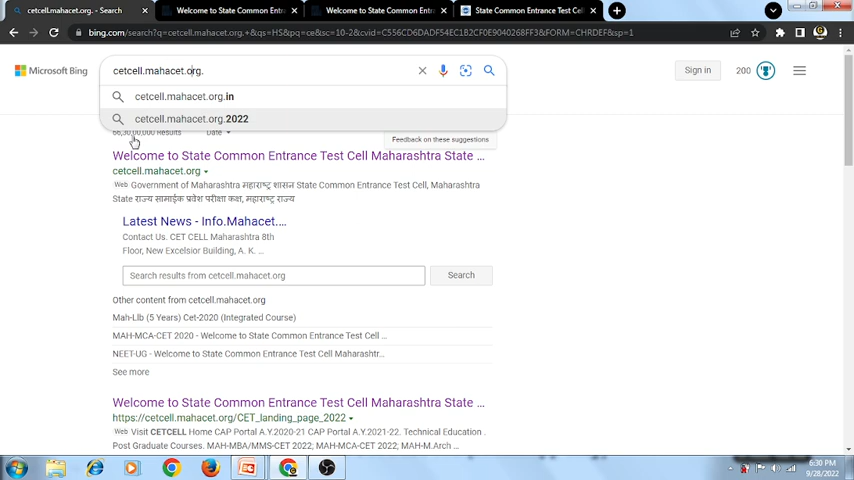 cetcell.mahacet.org. - Search
Welcome to State Common Entr
Welcome to State Common Entran
State Common Entrance Test Cell,
bing.com/search?q=cetcell.mahacet.org.+&qs=HS&pq=ce&sc=10-2&cvid=C556CD6DADF54EC1B2CF0E9040268FF3&FORM=CHRDEF&sp=1
Microsoft Bing
cetcell.mahacet.org.
Sign in
200
cetcell.mahacet.org.in
cetcell.mahacet.org.2022
66,30,00,000 Results
Date
Feedback on these suggestions
Welcome to State Common Entrance Test Cell Maharashtra State ...
cetcell.mahacet.org
Web Government of Maharashtra महाराष्ट्र शासन State Common Entrance Test Cell, Maharashtra
State राज्य सामाईक प्रवेश परीक्षा कक्ष, महाराष्ट्र राज्य
Latest News - Info.Mahacet....
Contact Us. CET CELL Maharashtra 8th
Floor, New Excelsior Building, A. K. ...
Search results from cetcell.mahacet.org
Search
Other content from cetcell.mahacet.org
Mah-Llb (5 Years) Cet-2020 (Integrated Course)
MAH-MCA-CET 2020 - Welcome to State Common Entrance Test Cell ...
NEET-UG - Welcome to State Common Entrance Test Cell Maharashtr...
See more
Welcome to State Common Entrance Test Cell Maharashtra State ...
https://cetcell.mahacet.org/CET_landing_page_2022
Web Visit CETCELL Home CAP Portal A.Y.2020-21 CAP Portal A.Y.2021-22. Technical Education .
Post Graduate Courses. MAH-MBA/MMS-CET 2022; MAH-MCA-CET 2022; MAH-M.Arch ...
6:30 PM
9/28/2022